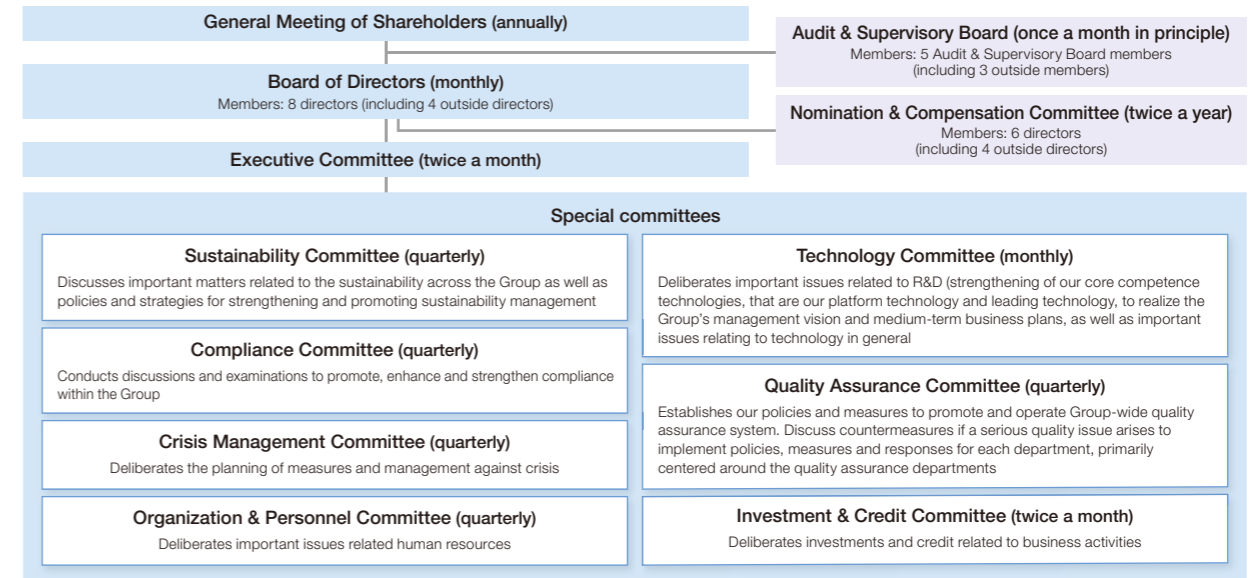 General Meeting of Shareholders (annually)
Audit & Supervisory Board (once a month in principle)
Members: 5 Audit & Supervisory Board members
(including 3 outside members)
Board of Directors (monthly)
Members: 8 directors (including 4 outside directors)
Nomination & Compensation Committee (twice a year)
Members: 6 directors
(including 4 outside directors)
Executive Committee (twice a month)
Special committees
Sustainability Committee (quarterly)
Discusses important matters related to the sustainability across the Group as well as
policies and strategies for strengthening and promoting sustainability management
Compliance Committee (quarterly)
Conducts discussions and examinations to promote, enhance and strengthen compliance
within the Group
Crisis Management Committee (quarterly)
Deliberates the planning of measures and management against crisis
Organization & Personnel Committee (quarterly)
Deliberates important issues related human resources
Technology Committee (monthly)
Deliberates important issues related to R&D (strengthening of our core competence
technologies, that are our platform technology and leading technology, to realize the
Group's management vision and medium-term business plans, as well as important
issues relating to technology in general
Quality Assurance Committee (quarterly)
Establishes our policies and measures to promote and operate Group-wide quality
assurance system. Discuss countermeasures if a serious quality issue arises to
implement policies, measures and responses for each department, primarily
centered around the quality assurance departments
Investment & Credit Committee (twice a month)
Deliberates investments and credit related to business activities